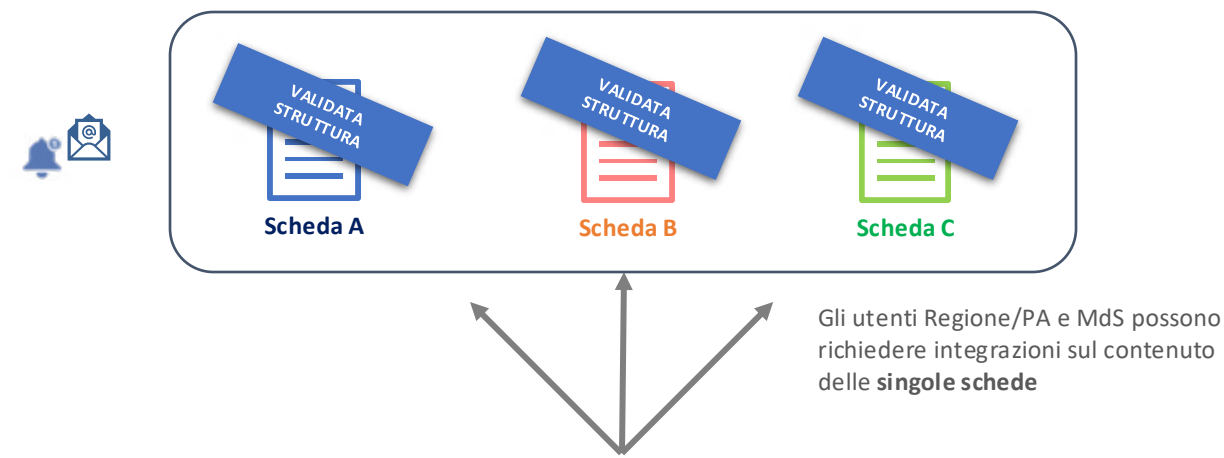 VALIDATA
STRUTTURA
VALIDATA
STRUTTURA
VALIDATA
STRUTTURA
@
Scheda A
Scheda B
Scheda C
Gli utenti Regione/PA e MdS possono
richiedere integrazioni sul contenuto
delle singole schede